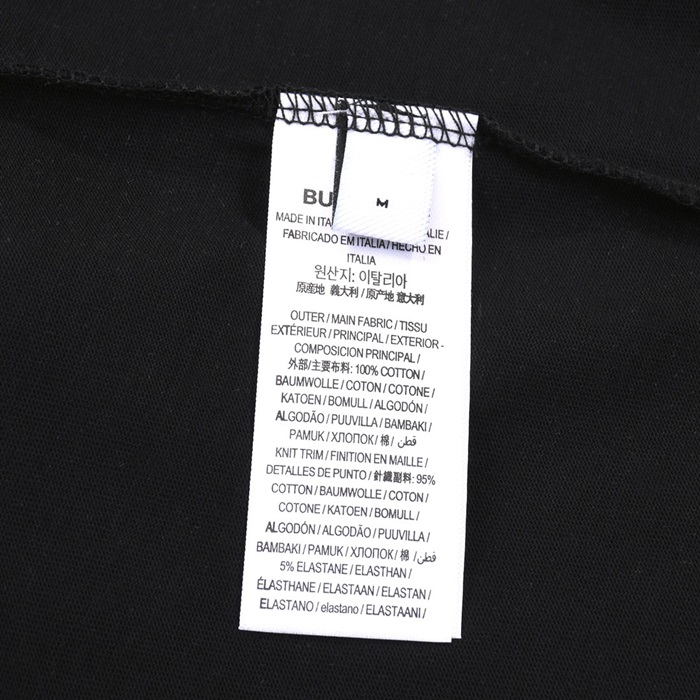 M
BU
MADE IN ITA
ALIE /
FABRICADO EM ITALIA / HECHO EN
ITALIA
원산지: 이탈리아
原産地 義大利 / 原产地 意大利
OUTER / MAIN FABRIC / TISSU
EXTÉRIEUR / PRINCIPAL / EXTERIOR -
COMPOSICION PRINCIPAL /
外部/主要布料: 100% COTTON /
BAUMWOLLE / COTON / COTONE /
KATOEN / BOMULL / ALGODÓN /
ALGODÃO / PUUVILLA / BAMBAKI /
PAMUK / ХЛОПОК / 棉 / قطن
KNIT TRIM / FINITION EN MAILLE /
DETALLES DE PUNTO / 針織副料: 95%
COTTON / BAUMWOLLE / COTON /
COTONE / KATOEN / BOMULL /
ALGODÓN / ALGODÃO / PUUVILLA /
BAMBAKI / PAMUK / ХЛОПОК / 棉 / قطن
5% ELASTANE / ELASTHAN /
ÉLASTHANE / ELASTAAN / ELASTAN /
ELASTANO / elastano / ELASTAANI /